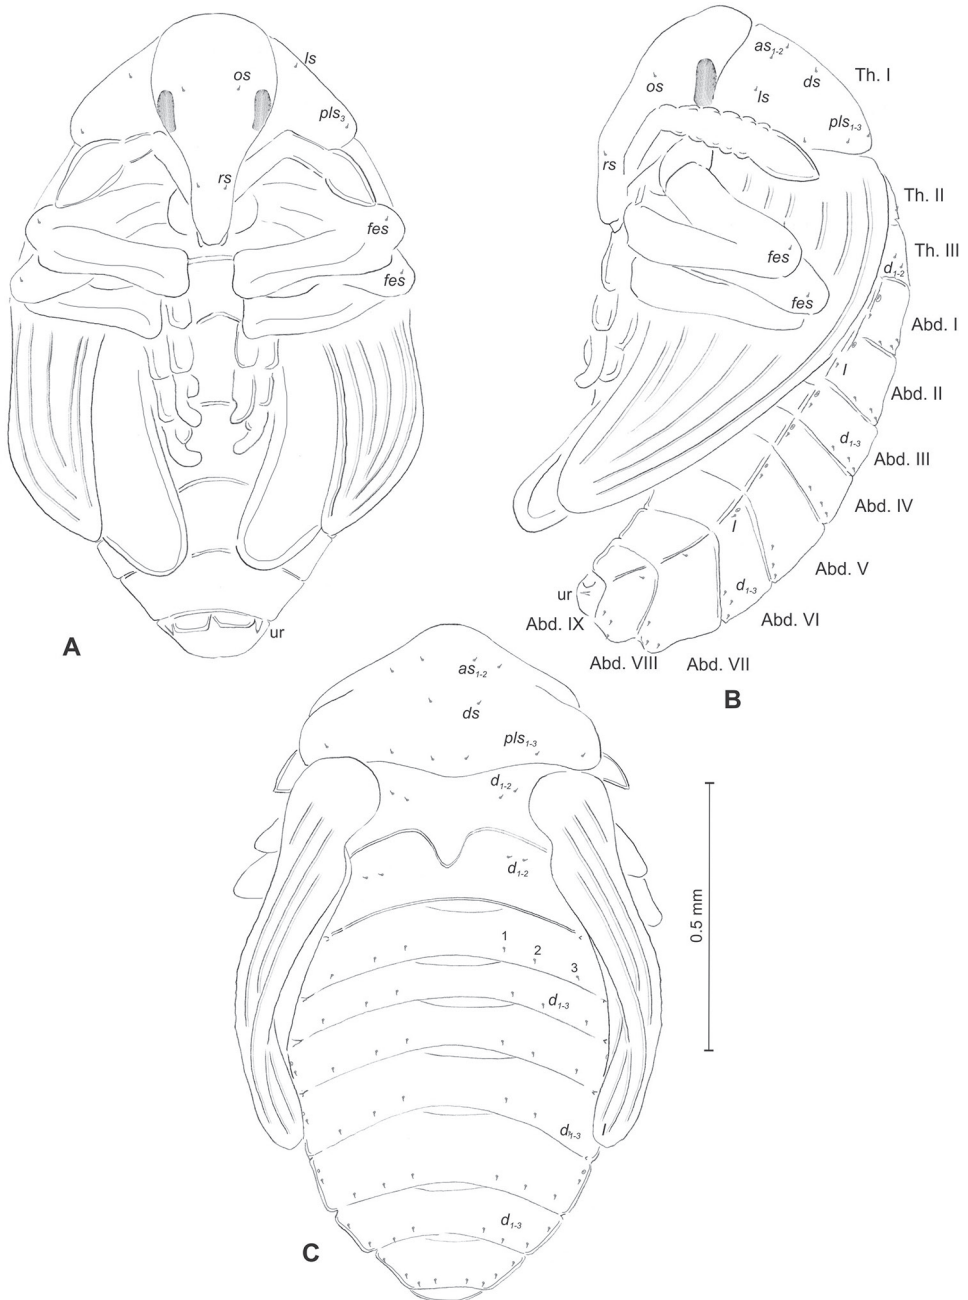 ls
os
pls3
rs
fes
fes
ur
A
as1-2
Th. I
os
ds
ls
pls1-3
rs
Th. II
fes
Th. III
d1-2
fes
Abd. I
l
Abd. II
d1-3
Abd. III
Abd. IV
l
Abd. V
d1-3
ur
Abd. VI
Abd. IX
Abd. VIII
Abd. VII
B
as1-2
ds
pls1-3
d1-2
d1-2
0.5 mm
1
2
3
d1-3
d1-3
l
d1-3
C